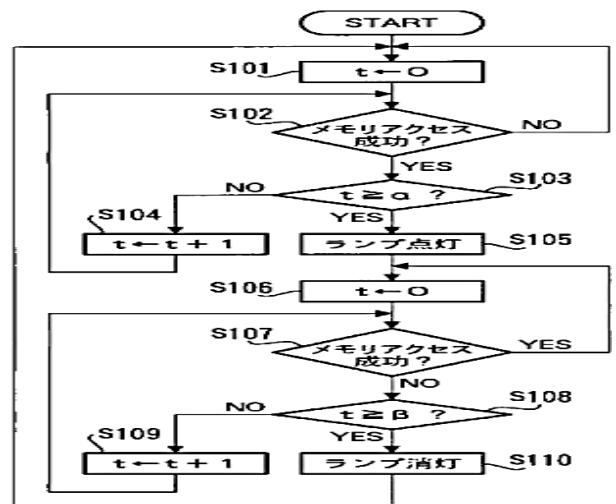 START
S101
t←0
S102
メモリアクセス
成功?
NO
YES
S103
NO
t≧α ?
S104
YES
t←t+1
ランプ点灯
S105
S106
t←0
S107
メモリアクセス
成功?
YES
NO
S108
NO
t≧β ?
S109
YES
t←t+1
ランプ消灯
S110